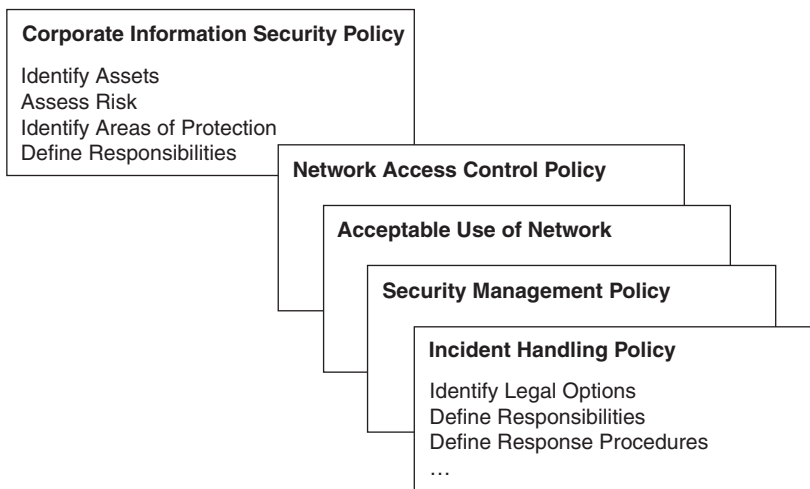 Corporate Information Security Policy
Identify Assets
Assess Risk
Identify Areas of Protection
Define Responsibilities
Network Access Control Policy
Acceptable Use of Network
Security Management Policy
Incident Handling Policy
Identify Legal Options
Define Responsibilities
Define Response Procedures
…